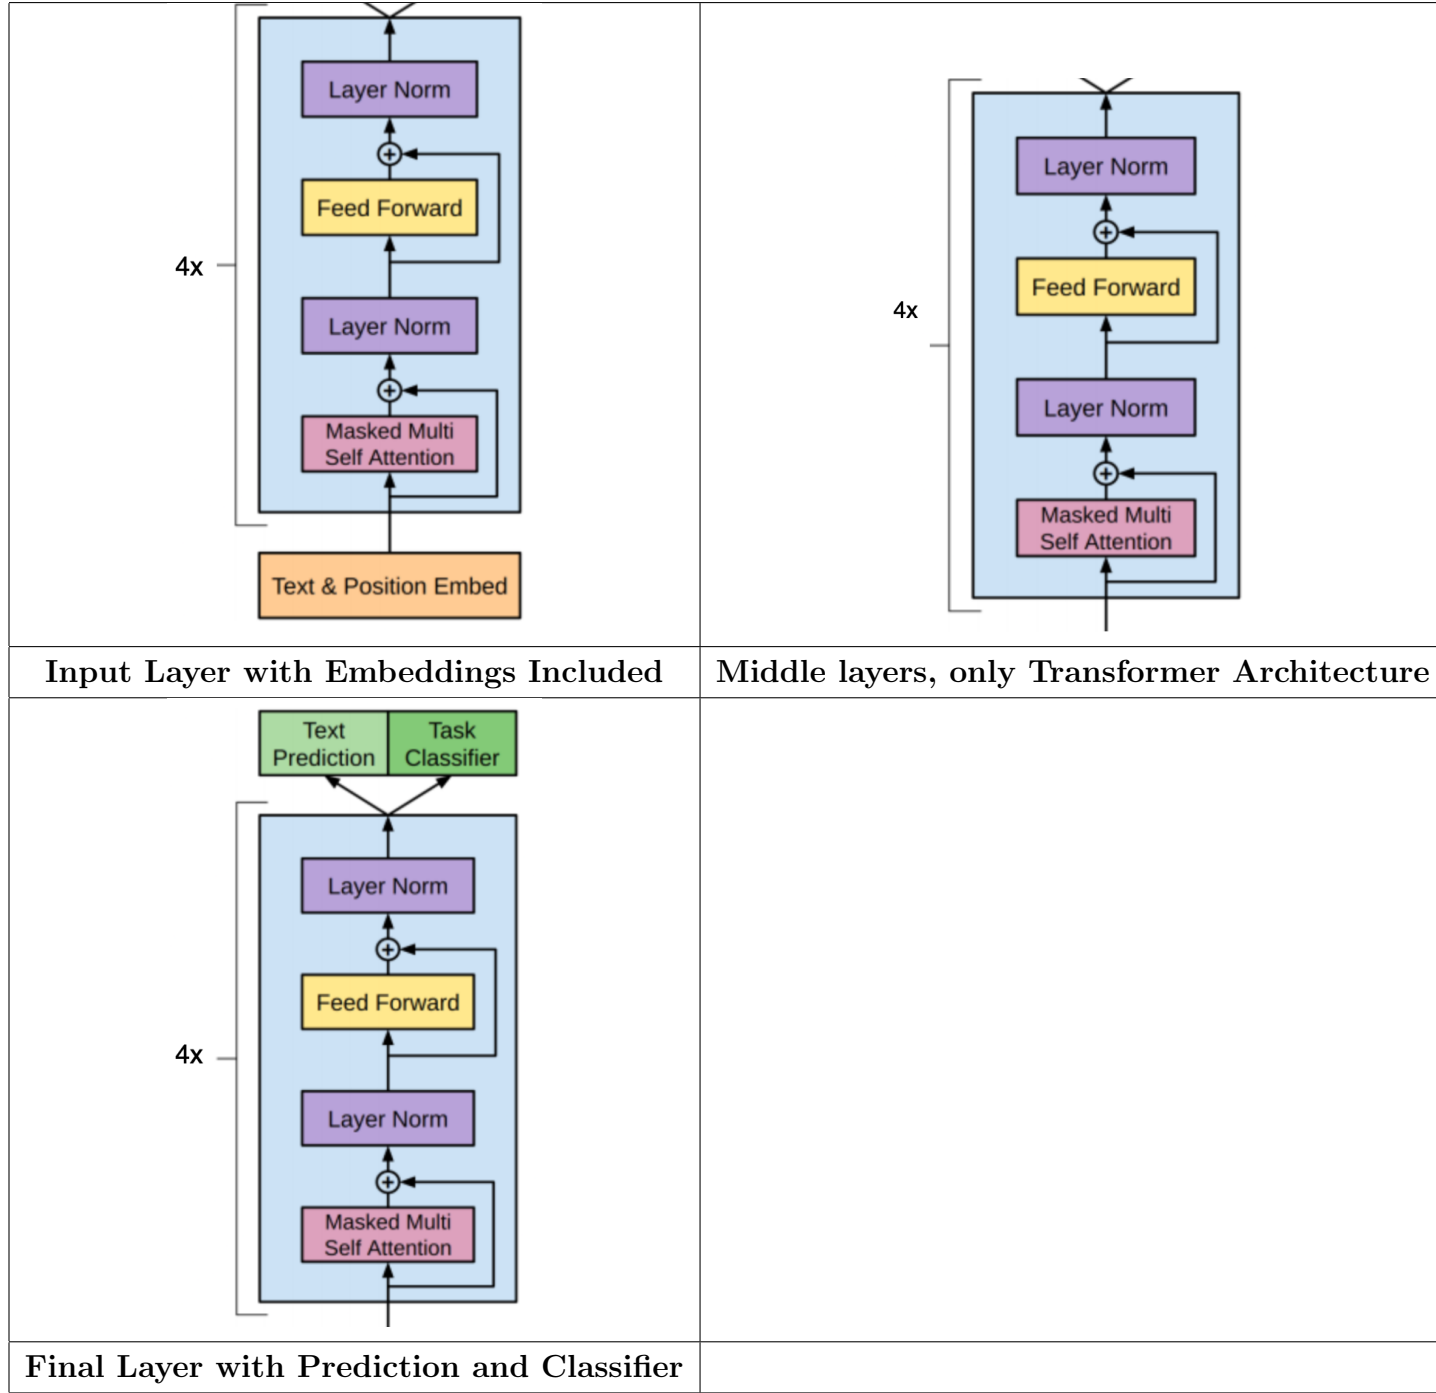 Layer Norm
Feed Forward
4x
Layer Norm
Masked Multi
Self Attention
Text & Position Embed
Input Layer with Embeddings Included
Layer Norm
Feed Forward
4x
Layer Norm
Masked Multi
Self Attention
Middle layers, only Transformer Architecture
Text
Prediction
Task
Classifier
Layer Norm
Feed Forward
4x
Layer Norm
Masked Multi
Self Attention
Final Layer with Prediction and Classifier